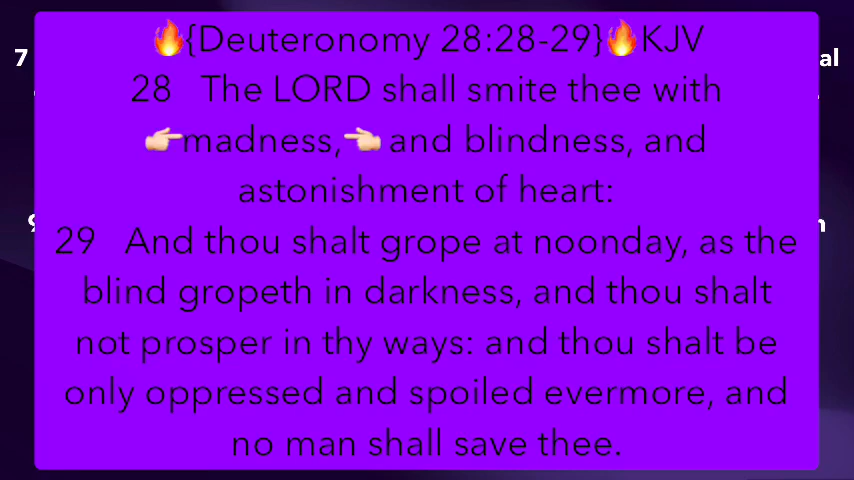 🔥{Deuteronomy 28:28-29}🔥KJV
7
al
28 The LORD shall smite thee with
👉🏻madness,👈🏻 and blindness, and
astonishment of heart:
29 And thou shalt grope at noonday, as the
blind gropeth in darkness, and thou shalt
not prosper in thy ways: and thou shalt be
only oppressed and spoiled evermore, and
no man shall save thee.